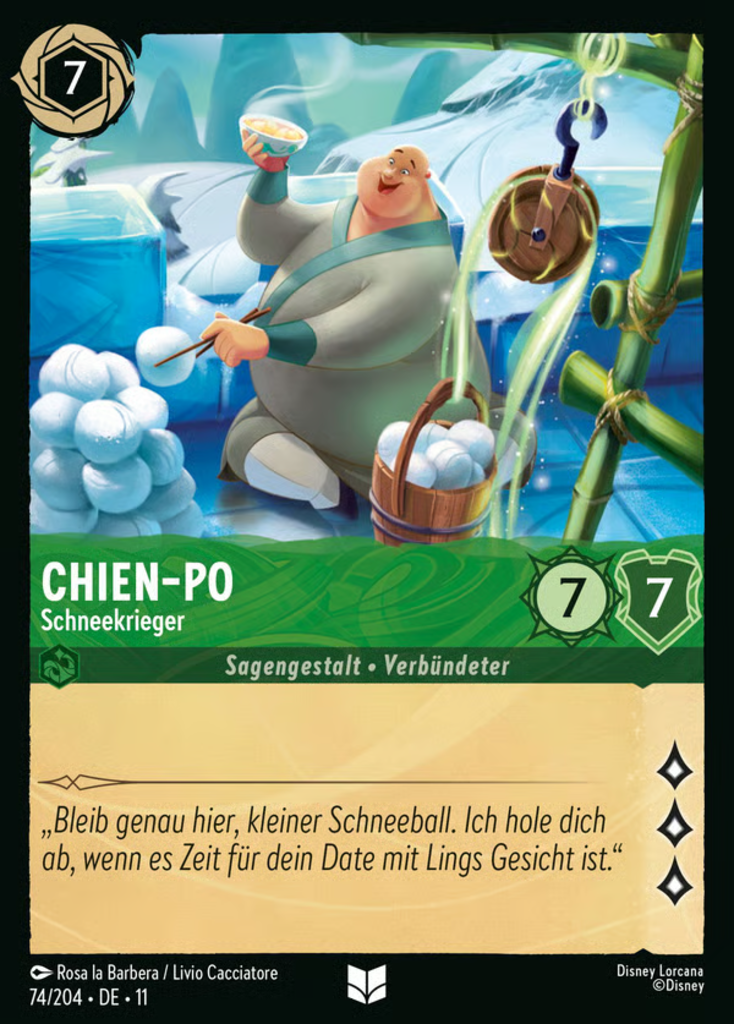 7
CHIEN-PO
Schneekrieger
7
7
Sagengestalt • Verbündeter
„Bleib genau hier, kleiner Schneeball. Ich hole dich
ab, wenn es Zeit für dein Date mit Lings Gesicht ist.“
Rosa la Barbera / Livio Cacciatore
74/204 • DE • 11
Disney Lorcana
©Disney